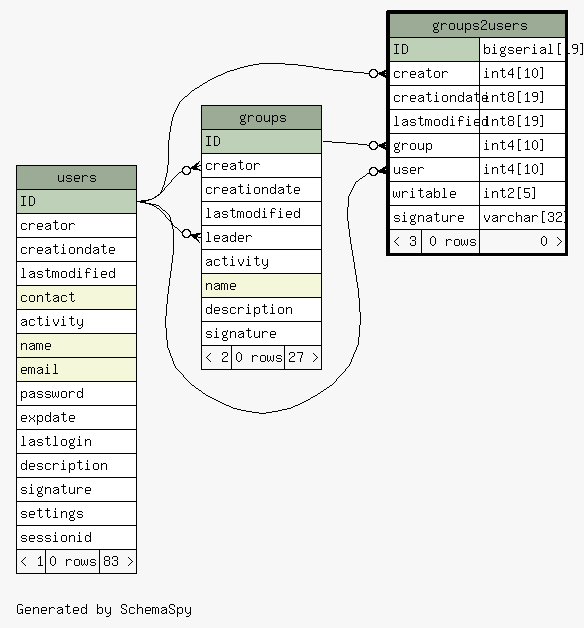 groups2users
ID bigserial[19]
creator int4[10]
creationdate int8[19]
lastmodified int8[19]
group int4[10]
user int4[10]
writable int2[5]
signature varchar[32]
< 3 0 rows 0 >
groups
ID
creator
creationdate
lastmodified
leader
activity
name
description
signature
< 2 0 rows 27 >
users
ID
creator
creationdate
lastmodified
contact
activity
name
email
password
expdate
lastlogin
description
signature
settings
sessionid
< 1 0 rows 83 >
Generated by SchemaSpy